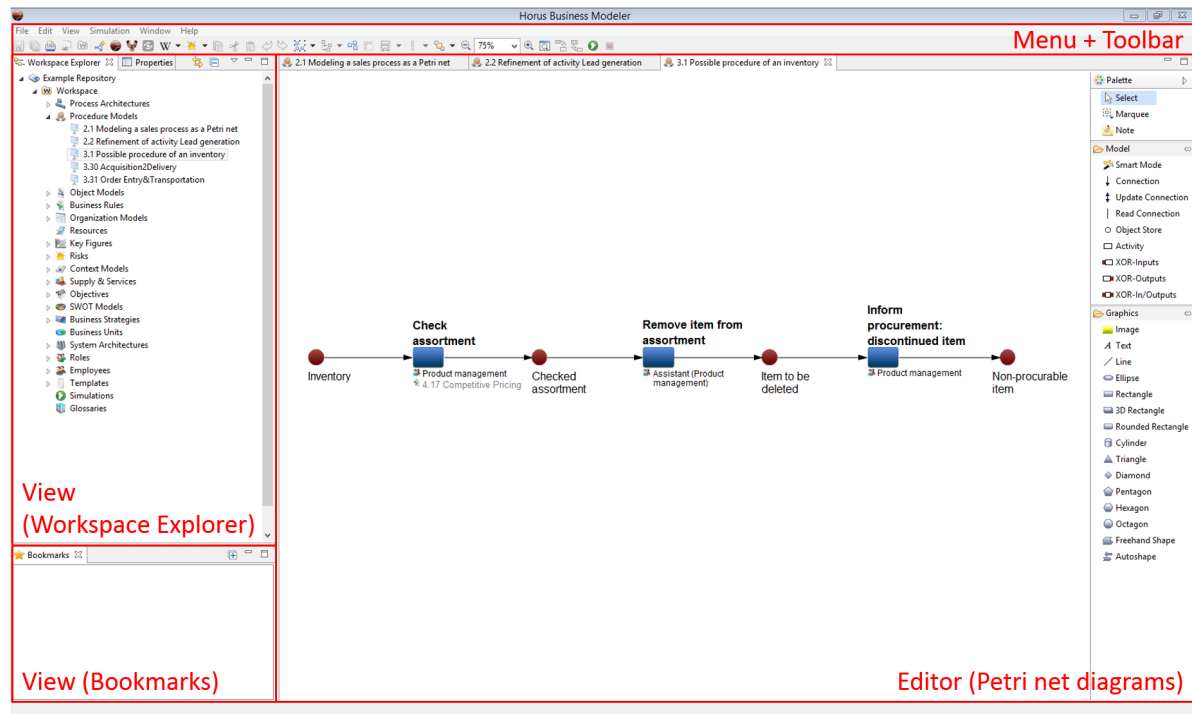 Horus Business Modeler
File Edit View Simulation Window Help
75%
Menu + Toolbar
Workspace Explorer Properties
2.1 Modeling a sales process as a Petri net 2.2 Refinement of activity Lead generation 3.1 Possible procedure of an inventory
Example Repository
Workspace
Process Architectures
Procedure Models
2.1 Modeling a sales process as a Petri net
2.2 Refinement of activity Lead generation
3.1 Possible procedure of an inventory
3.30 Acquisition2Delivery
3.31 Order Entry&Transportation
Object Models
Business Rules
Organization Models
Resources
Key Figures
Risks
Context Models
Supply & Services
Objectives
SWOT Models
Business Strategies
Business Units
System Architectures
Roles
Employees
Templates
Simulations
Glossaries
View
(Workspace Explorer)
Bookmarks
View (Bookmarks)
Inventory
Check
assortment
Product management
4.17 Competitive Pricing
Checked
assortment
Remove item from
assortment
Assistant (Product
management)
Item to be
deleted
Inform
procurement:
discontinued item
Product management
Non-procurable
item
Editor (Petri net diagrams)
Palette
Select
Marquee
Note
Model
Smart Mode
Connection
Update Connection
Read Connection
Object Store
Activity
XOR-Inputs
XOR-Outputs
XOR-In/Outputs
Graphics
Image
Text
Line
Ellipse
Rectangle
3D Rectangle
Rounded Rectangle
Cylinder
Triangle
Diamond
Pentagon
Hexagon
Octagon
Freehand Shape
Autoshape